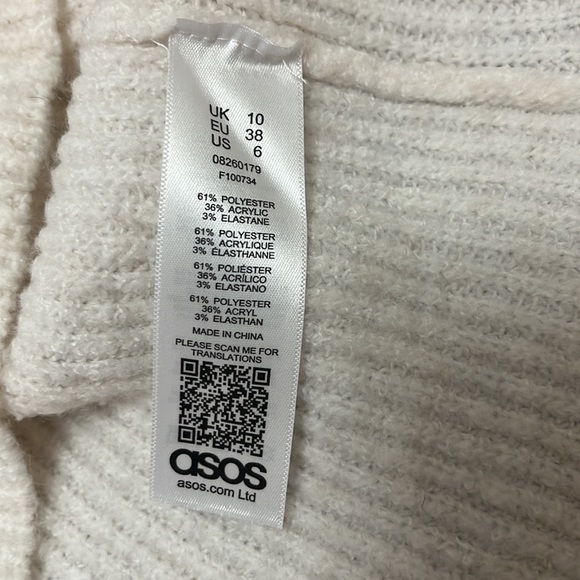 UK 10
EU 38
US 6
08260179
F100734
61% POLYESTER
36% ACRYLIC
3% ELASTANE
61% POLYESTER
36% ACRYLIQUE
3% ÉLASTHANNE
61% POLIÉSTER
36% ACRÍLICO
3% ELASTANO
61% POLYESTER
36% ACRYL
3% ELASTHAN
MADE IN CHINA
PLEASE SCAN ME FOR
TRANSLATIONS
asos
asos.com Ltd